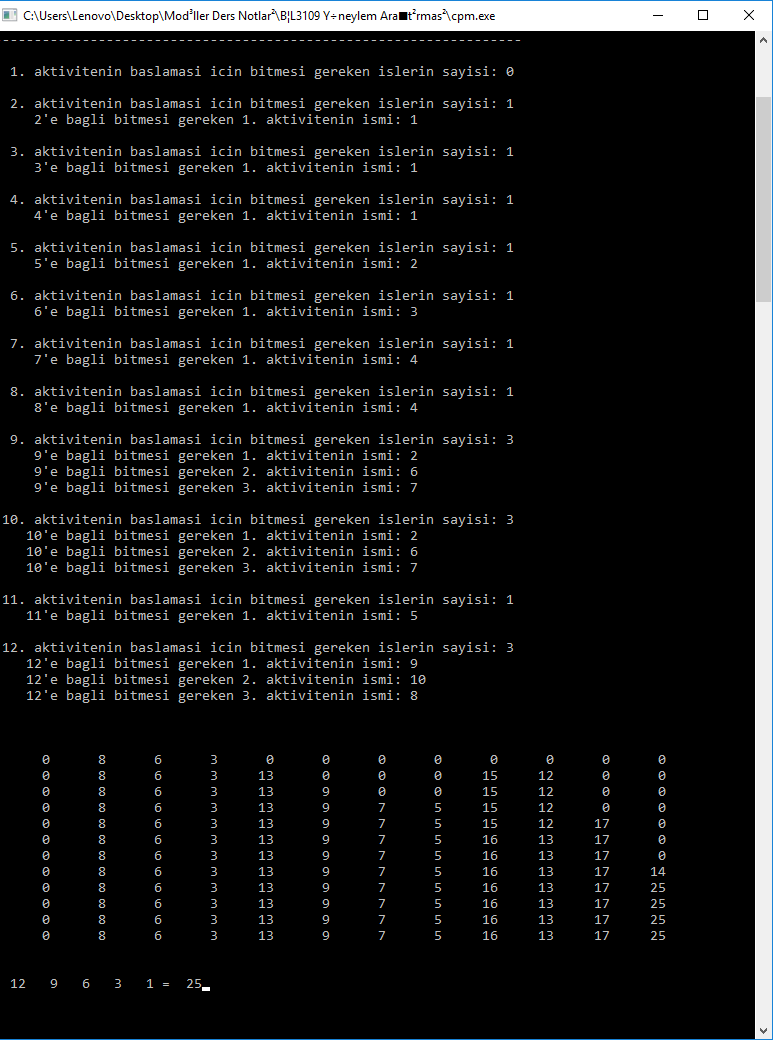 C:\Users\Lenovo\Desktop\Mod³ller Ders Notlar²\B¦L3109 Y÷neylem Ara■t²rmas²\cpm.exe
-----------------------------------------------------------------
1. aktivitenin baslamasi icin bitmesi gereken islerin sayisi: 0
2. aktivitenin baslamasi icin bitmesi gereken islerin sayisi: 1
2'e bagli bitmesi gereken 1. aktivitenin ismi: 1
3. aktivitenin baslamasi icin bitmesi gereken islerin sayisi: 1
3'e bagli bitmesi gereken 1. aktivitenin ismi: 1
4. aktivitenin baslamasi icin bitmesi gereken islerin sayisi: 1
4'e bagli bitmesi gereken 1. aktivitenin ismi: 1
5. aktivitenin baslamasi icin bitmesi gereken islerin sayisi: 1
5'e bagli bitmesi gereken 1. aktivitenin ismi: 2
6. aktivitenin baslamasi icin bitmesi gereken islerin sayisi: 1
6'e bagli bitmesi gereken 1. aktivitenin ismi: 3
7. aktivitenin baslamasi icin bitmesi gereken islerin sayisi: 1
7'e bagli bitmesi gereken 1. aktivitenin ismi: 4
8. aktivitenin baslamasi icin bitmesi gereken islerin sayisi: 1
8'e bagli bitmesi gereken 1. aktivitenin ismi: 4
9. aktivitenin baslamasi icin bitmesi gereken islerin sayisi: 3
9'e bagli bitmesi gereken 1. aktivitenin ismi: 2
9'e bagli bitmesi gereken 2. aktivitenin ismi: 6
9'e bagli bitmesi gereken 3. aktivitenin ismi: 7
10. aktivitenin baslamasi icin bitmesi gereken islerin sayisi: 3
10'e bagli bitmesi gereken 1. aktivitenin ismi: 2
10'e bagli bitmesi gereken 2. aktivitenin ismi: 6
10'e bagli bitmesi gereken 3. aktivitenin ismi: 7
11. aktivitenin baslamasi icin bitmesi gereken islerin sayisi: 1
11'e bagli bitmesi gereken 1. aktivitenin ismi: 5
12. aktivitenin baslamasi icin bitmesi gereken islerin sayisi: 3
12'e bagli bitmesi gereken 1. aktivitenin ismi: 9
12'e bagli bitmesi gereken 2. aktivitenin ismi: 10
12'e bagli bitmesi gereken 3. aktivitenin ismi: 8
0 8 6 3 0 0 0 0 0 0 0 0
0 8 6 3 13 0 0 0 15 12 0 0
0 8 6 3 13 9 0 0 15 12 0 0
0 8 6 3 13 9 7 5 15 12 0 0
0 8 6 3 13 9 7 5 15 12 17 0
0 8 6 3 13 9 7 5 16 13 17 0
0 8 6 3 13 9 7 5 16 13 17 0
0 8 6 3 13 9 7 5 16 13 17 14
0 8 6 3 13 9 7 5 16 13 17 25
0 8 6 3 13 9 7 5 16 13 17 25
0 8 6 3 13 9 7 5 16 13 17 25
0 8 6 3 13 9 7 5 16 13 17 25
12 9 6 3 1 = 25